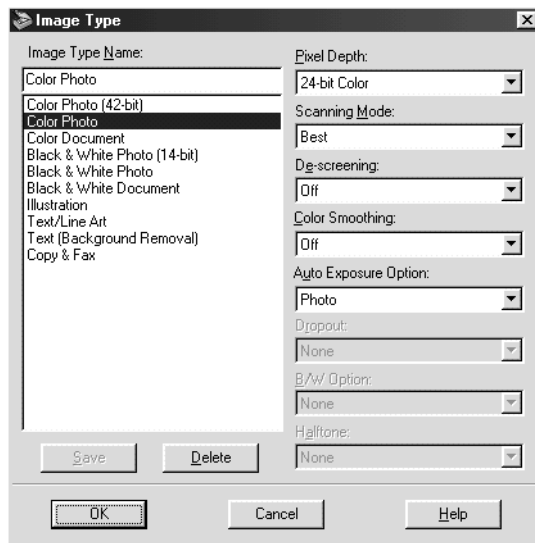 Image Type
Image Type Name:
Color Photo
Color Photo (42-bit)
Color Photo
Color Document
Black & White Photo (14-bit)
Black & White Photo
Black & White Document
Illustration
Text/Line Art
Text (Background Removal)
Copy & Fax
Save
Delete
Pixel Depth:
24-bit Color
Scanning Mode:
Best
De-screening:
Off
Color Smoothing:
Off
Auto Exposure Option:
Photo
Dropout:
None
B/W Option:
None
Halftone:
None
OK
Cancel
Help